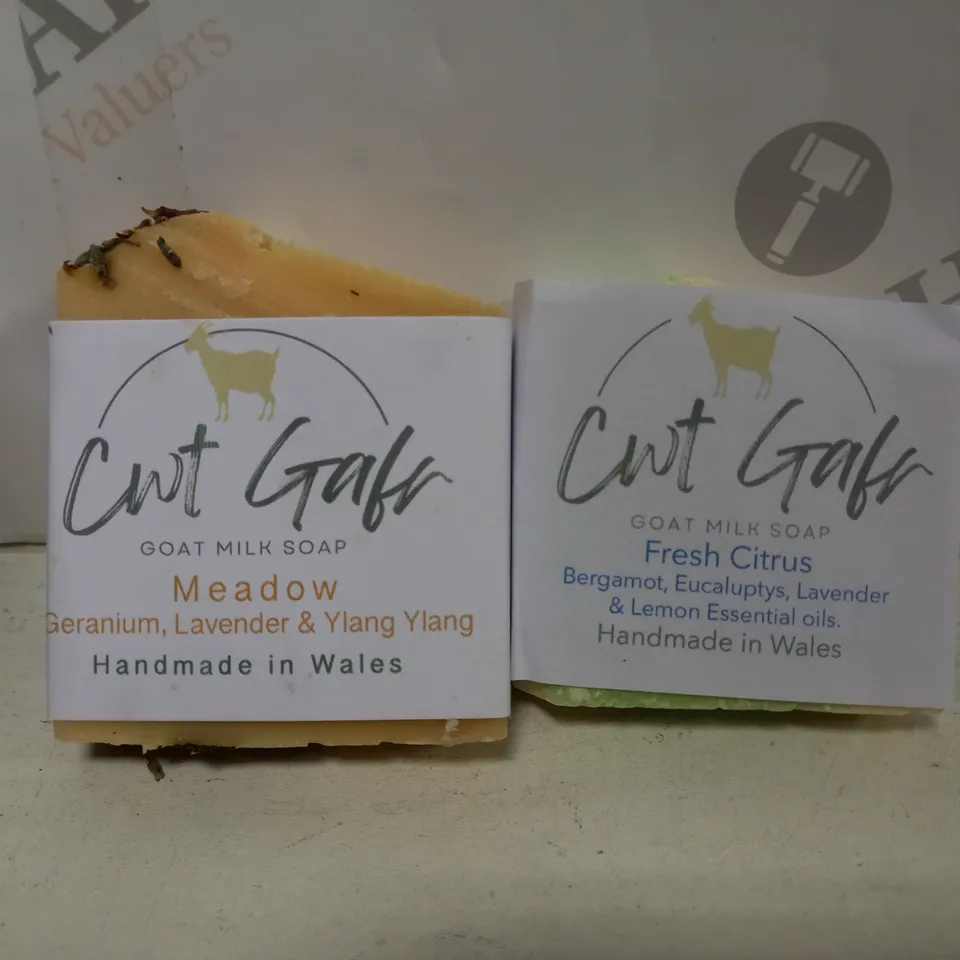 Valuers
Cwt Gafr
GOAT MILK SOAP
Meadow
Geranium, Lavender & Ylang Ylang
Handmade in Wales
Cwt Gafr
GOAT MILK SOAP
Fresh Citrus
Bergamot, Eucaluptys, Lavender
& Lemon Essential oils.
Handmade in Wales